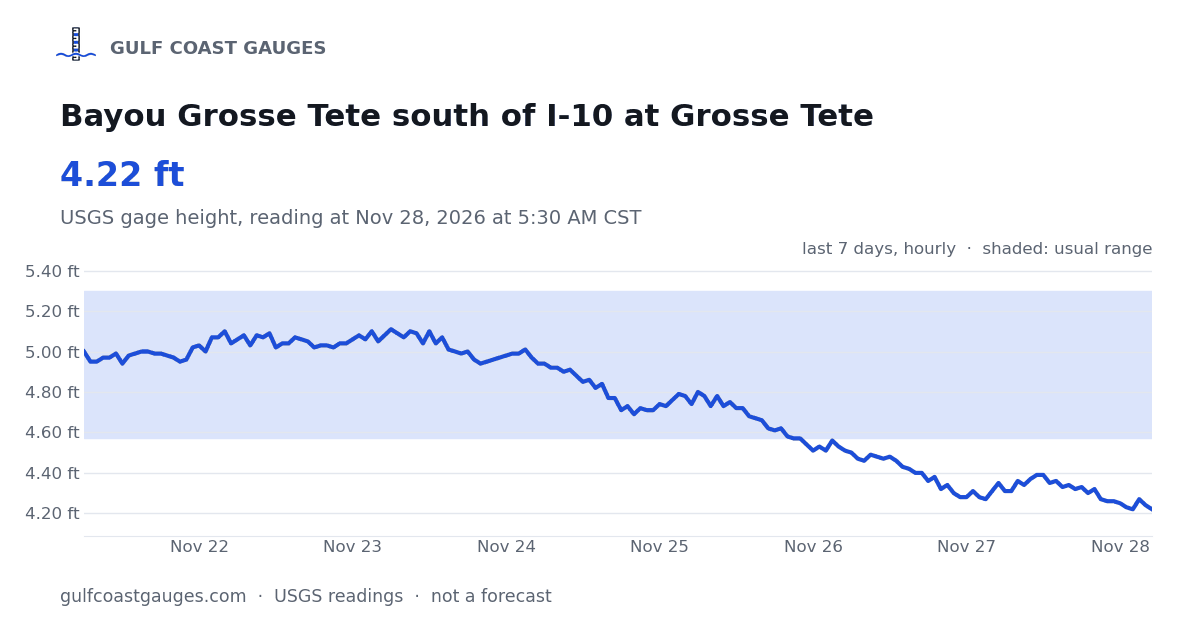 GULF COAST GAUGES
Bayou Grosse Tete south of I-10 at Grosse Tete
4.22 ft
USGS gage height, reading at Nov 28, 2026 at 5:30 AM CST
last 7 days, hourly · shaded: usual range
5.40 ft
5.20 ft
5.00 ft
4.80 ft
4.60 ft
4.40 ft
4.20 ft
Nov 22 Nov 23 Nov 24 Nov 25 Nov 26 Nov 27 Nov 28
gulfcoastgauges.com · USGS readings · not a forecast